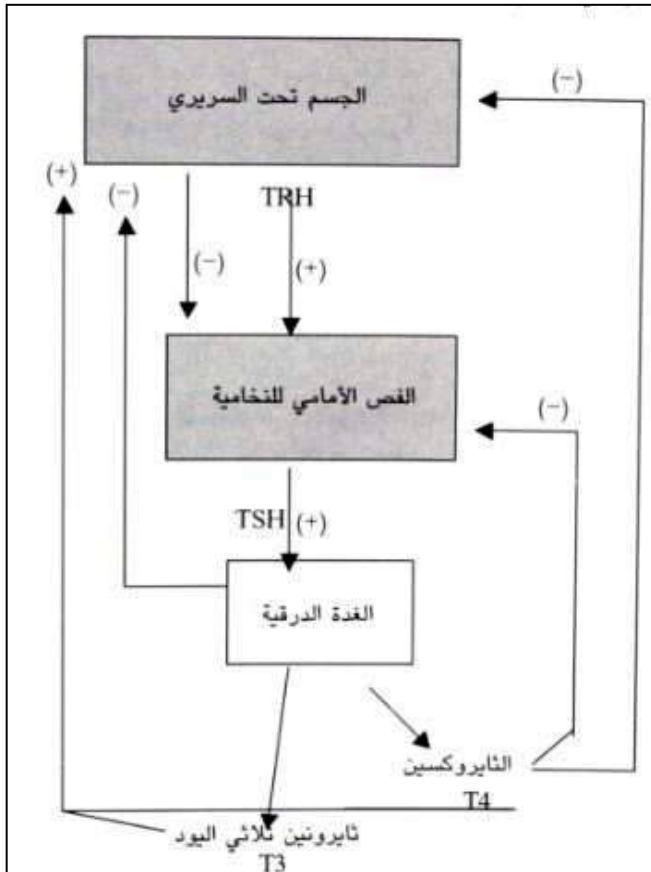 الجسم تحت السريري
(-)
(+)
(-)
TRH
(-)
(+)
الفص الأمامي للنخامية
(-)
TSH
(+)
الغدة الدرقية
الثايروكسين
T4
ثايرونين ثلاثي اليود
T3